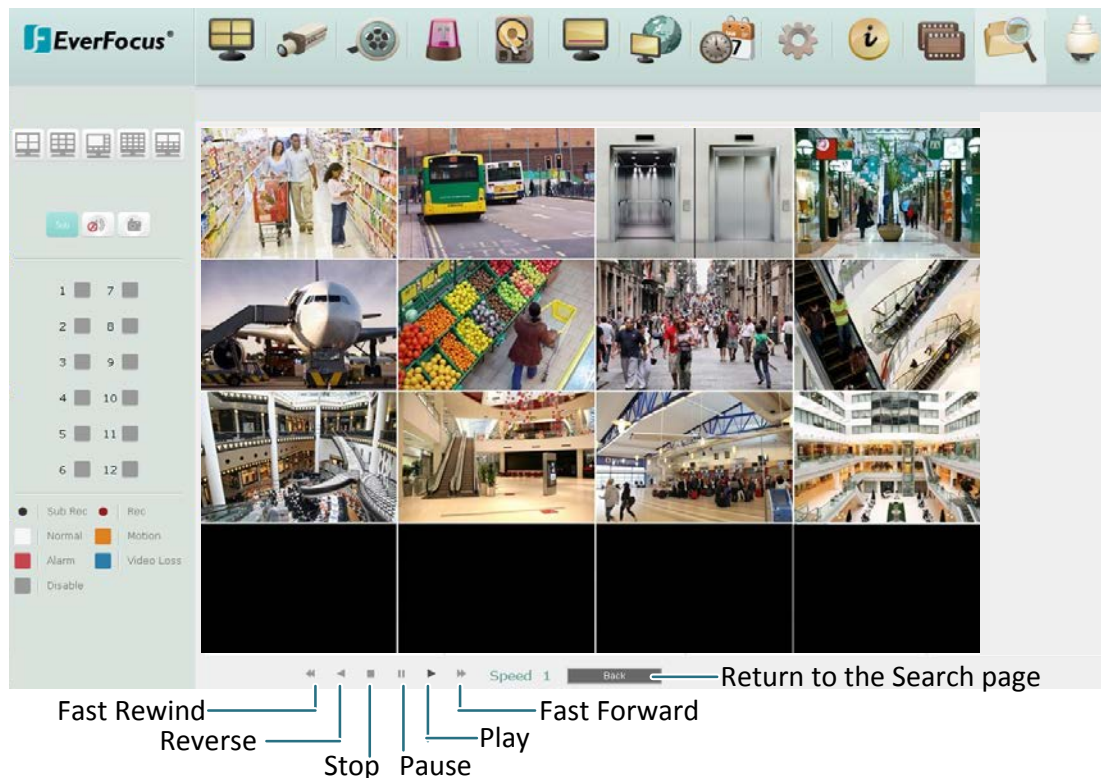 EverFocus®
7
Sub
1 7
2 8
3 9
4 10
5 11
6 12
Sub Rec Rec
Normal Motion
Alarm Video Loss
Disable
Speed 1 Back
Return to the Search page
Fast Rewind
Fast Forward
Reverse
Play
Stop Pause